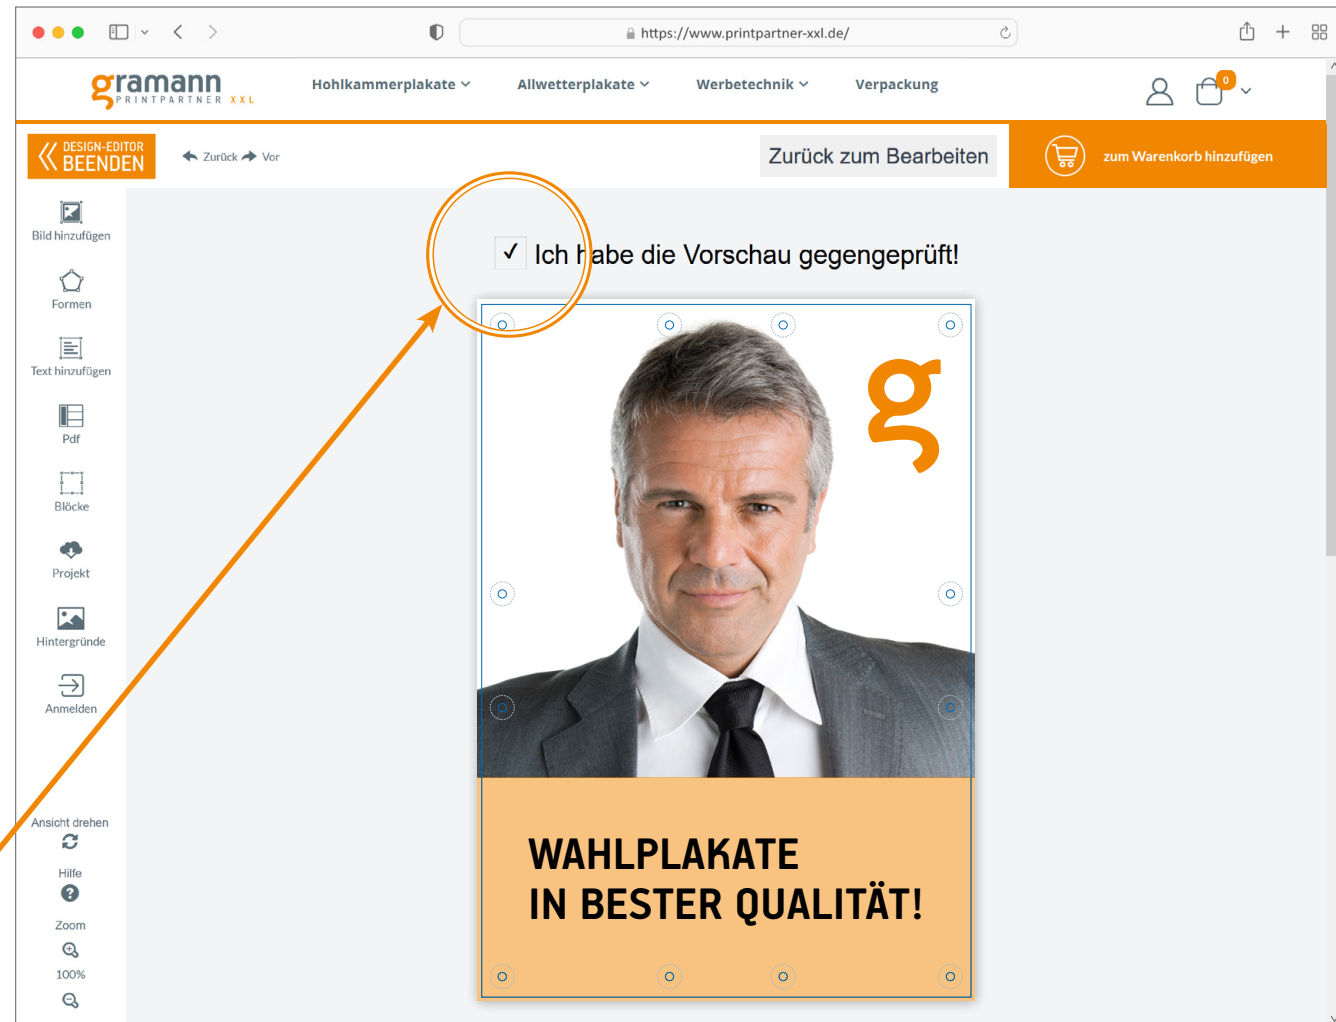 https://www.printpartner-xxl.de/
gramann
PRINTPARTNER XXL
Hohlkammerplakate
Allwetterplakate
Werbetechnik
Verpackung
0
DESIGN-EDITOR
BEENDEN
Zurück
Vor
Zurück zum Bearbeiten
zum Warenkorb hinzufügen
Bild hinzufügen
Formen
Text hinzufügen
Pdf
Blöcke
Projekt
Hintergründe
Anmelden
Ansicht drehen
Hilfe
Zoom
100%
✓ Ich habe die Vorschau gegengeprüft!
g
WAHLPLAKATE
IN BESTER QUALITÄT!